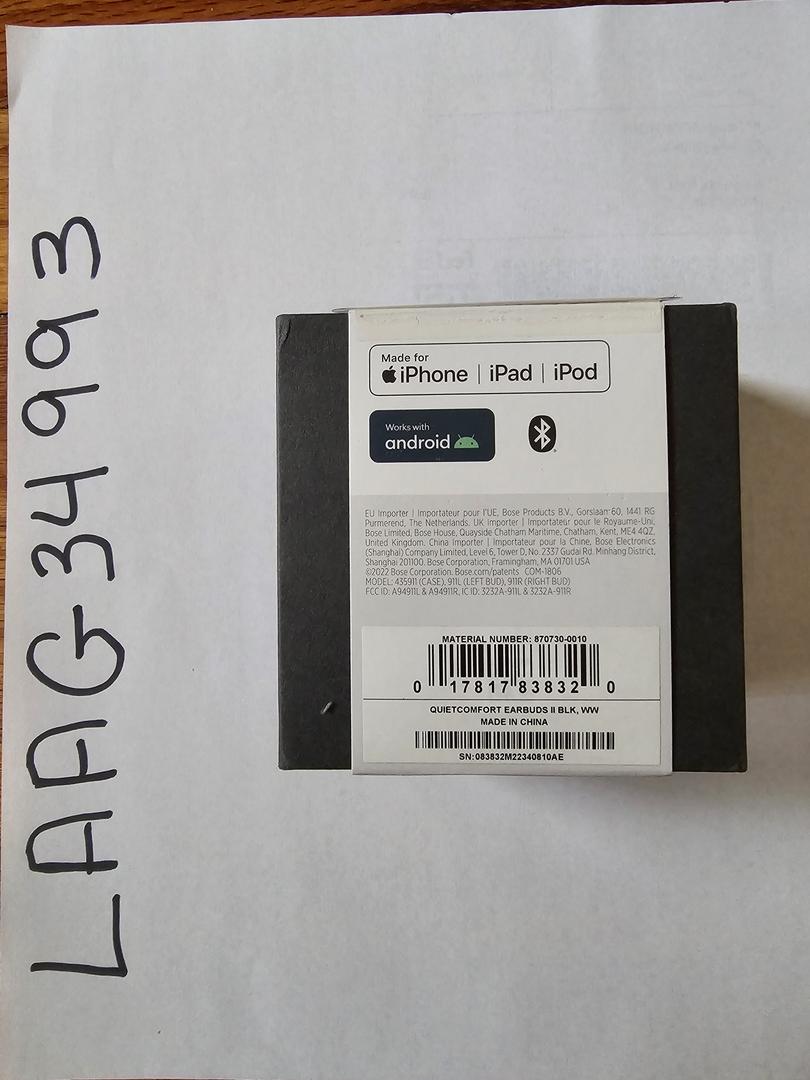 LAAG34993
Made for
iPhone | iPad | iPod
Works with
android
EU Importer | Importateur pour l'UE, Bose Products B.V., Gorslaan 60, 1441 RG
Purmerend, The Netherlands. UK Importer | Importateur pour le Royaume-Uni,
Bose Limited, Bose House, Quayside Chatham Maritime, Chatham, Kent, ME4 4QZ,
United Kingdom. China Importer | Importateur pour la Chine, Bose Electronics
(Shanghai) Company Limited, Level 6, Tower D, No. 2337 Gudai Rd. Minhang District,
Shanghai 201100. Bose Corporation, Framingham, MA 01701 USA
©2022 Bose Corporation. Bose.com/patents COM-1806
MODEL: 435911 (CASE), 911L (LEFT BUD), 911R (RIGHT BUD)
FCC ID: A94911L & A94911R, IC ID: 3232A-911L & 3232A-911R
MATERIAL NUMBER: 870730-0010
0 17817 83832 0
QUIETCOMFORT EARBUDS II BLK, WW
MADE IN CHINA
SN:083832M22340810AE